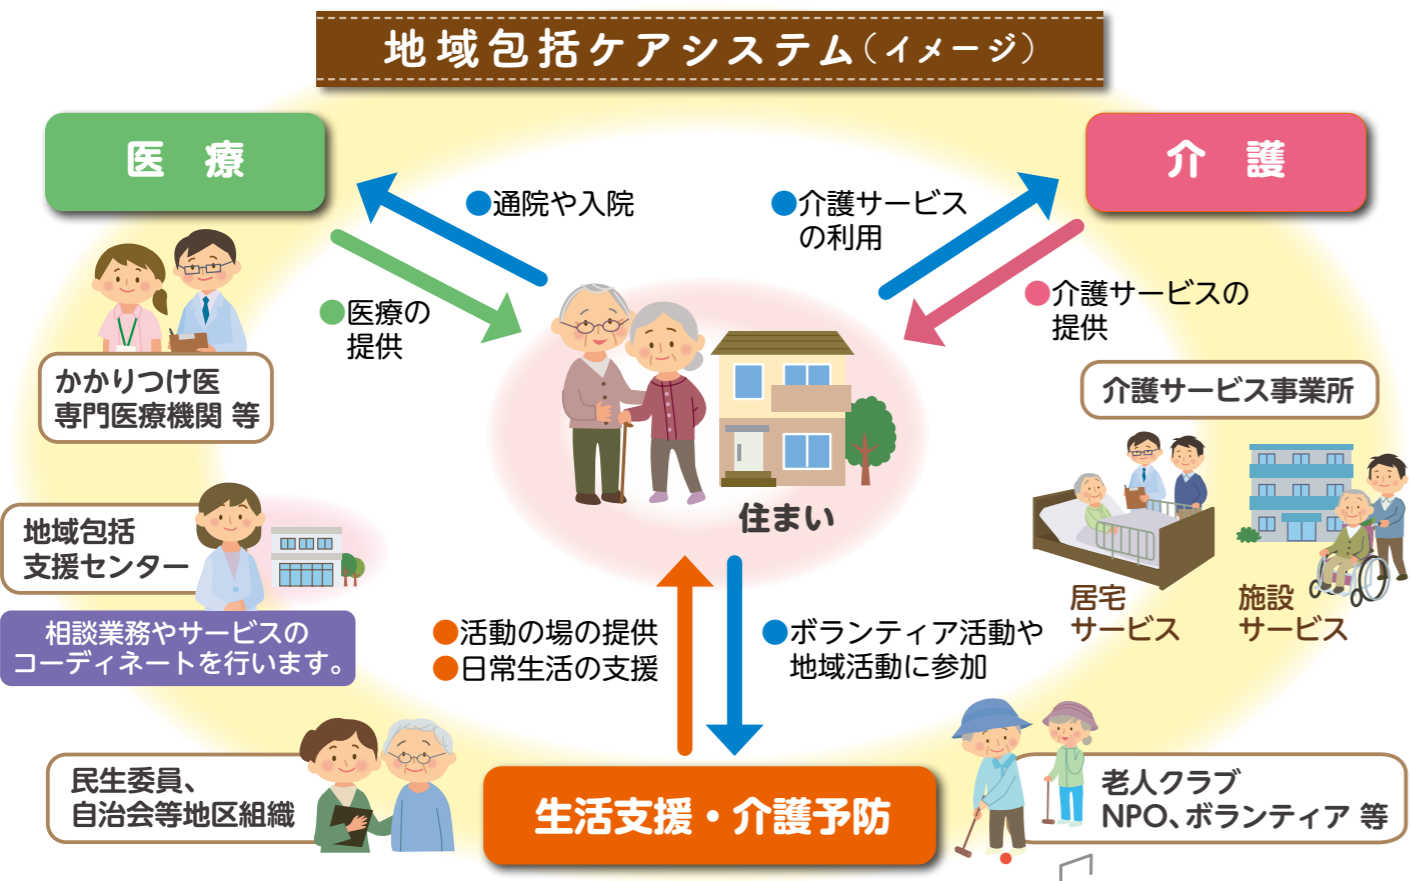 地域包括ケアシステム（イメージ）
医 療
介 護
●通院や入院
●介護サービス
の利用
●医療の
提供
●介護サービスの
提供
かかりつけ医
専門医療機関 等
介護サービス事業所
住まい
地域包括
支援センター
相談業務やサービスの
コーディネートを行います。
居宅
サービス
施設
サービス
●活動の場の提供
●日常生活の支援
●ボランティア活動や
地域活動に参加
民生委員、
自治会等地区組織
生活支援・介護予防
老人クラブ
NPO、ボランティア 等